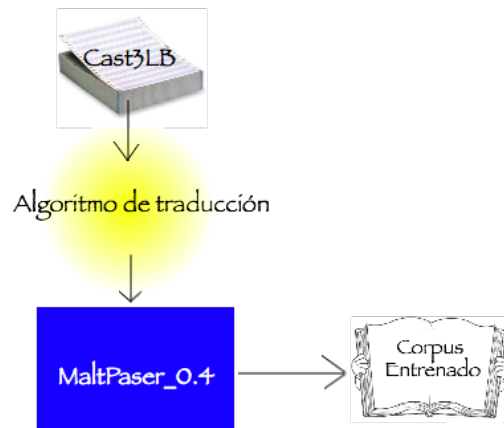 Cast3LB
Algoritmo de traducción
MaltPaser_0.4
Corpus
Entrenado